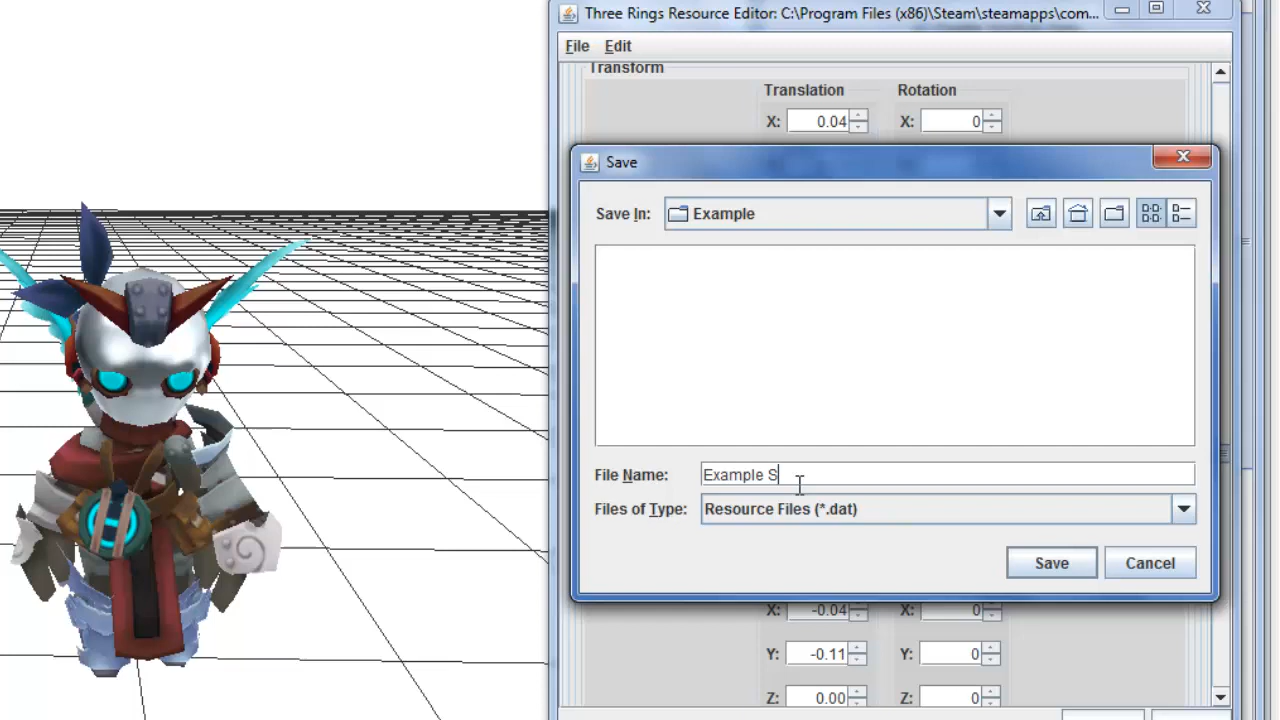 Three Rings Resource Editor: C:\Program Files (x86)\Steam\steamapps\com...
File Edit
Transform
Translation Rotation
X: 0.04 X: 0
Save
Save In: Example
File Name: Example S
Files of Type: Resource Files (*.dat)
Save Cancel
X: -0.04 X: 0
Y: -0.11 Y: 0
Z: 0.00 Z: 0